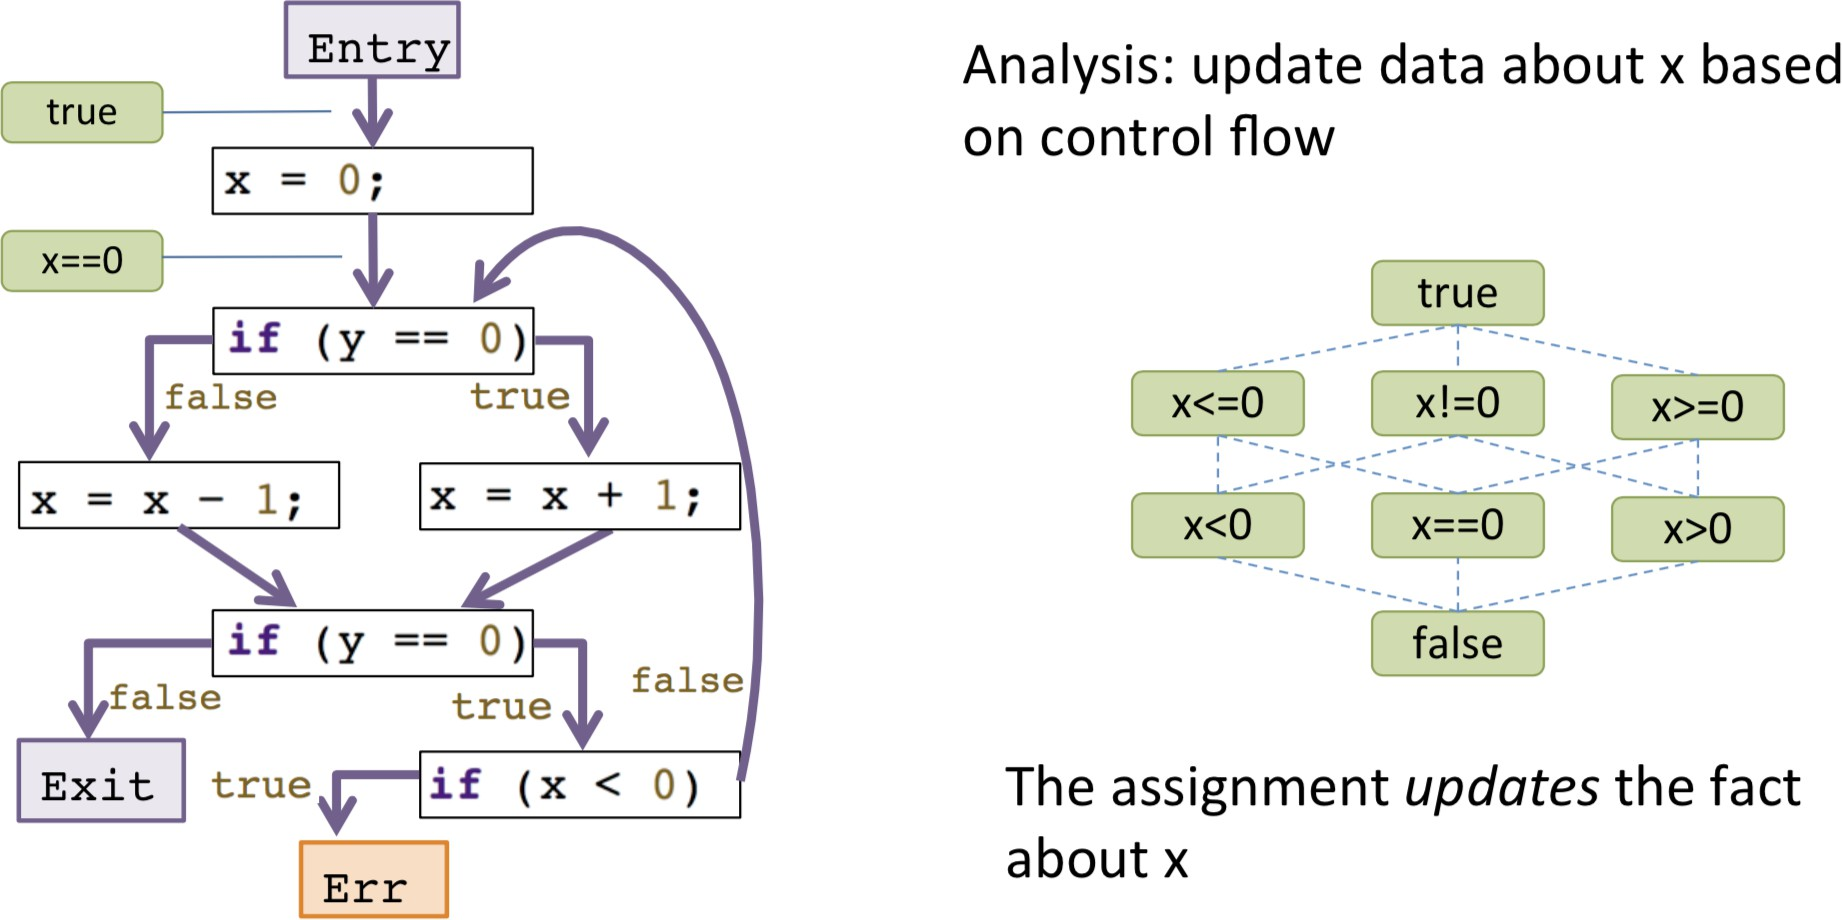 Entry
true
x = 0;
x==0
if (y == 0)
false
true
x = x - 1;
x = x + 1;
if (y == 0)
false
true
false
Exit
true
if (x < 0)
Err
Analysis: update data about x based
on control flow
true
x<=0
x!=0
x>=0
x<0
x==0
x>0
false
The assignment updates the fact
about x